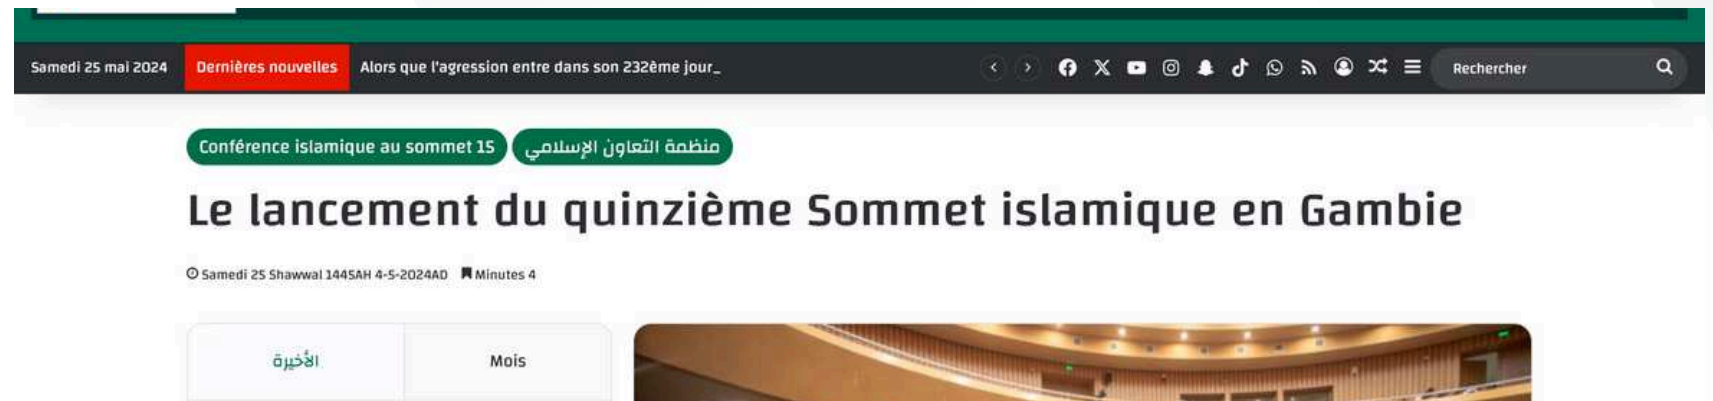 Samedi 25 mai 2024 Dernières nouvelles Alors que l'agression entre dans son 232ème jour_ Rechercher
Conférence islamique au sommet 15 منظمة التعاون الإسلامي
Le lancement du quinzième Sommet islamique en Gambie
Samedi 25 Shawwal 1445AH 4-5-2024AD Minutes 4
الأخيرة Mois